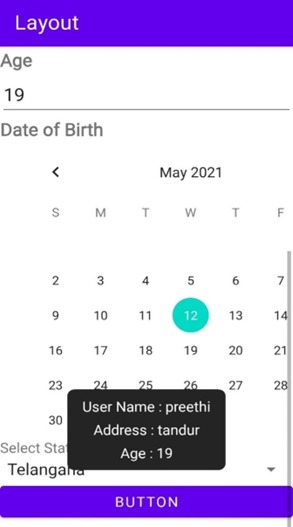 Layout
Age
19
Date of Birth
May 2021
S M T W T F
2 3 4 5 6 7
9 10 11 12 13 14
16 17 18 19 20 21
23 24 25 26 27 28
30
User Name : preethi
Address : tandur
Age : 19
Select Stat
Telangana
BUTTON